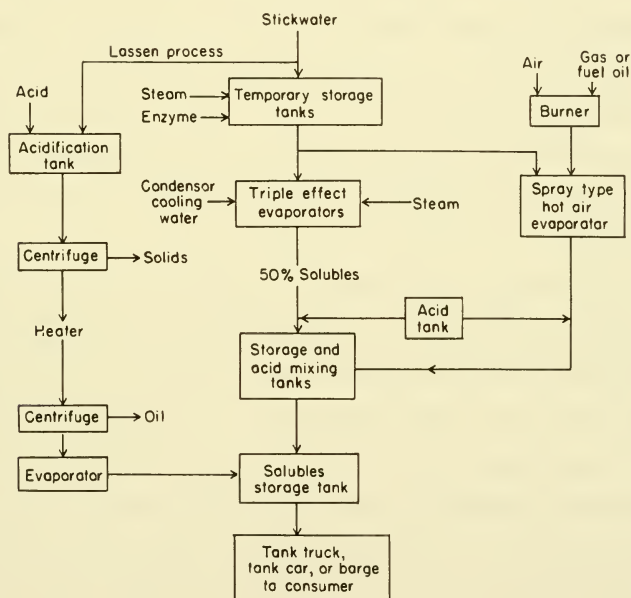 Stickwater
Lassen process
Gas or
fuel oil
Air
Acid
Steam
Enzyme
Temporary storage
tanks
Burner
Acidification
tank
Condensor
cooling
water
Triple effect
evaporators
Steam
Spray type
hot air
evaporator
Centrifuge
Solids
50% Solubles
Heater
Acid
tank
Storage and
acid mixing
tanks
Centrifuge
Oil
Evaporator
Solubles
storage tank
Tank truck,
tank car, or barge
to consumer